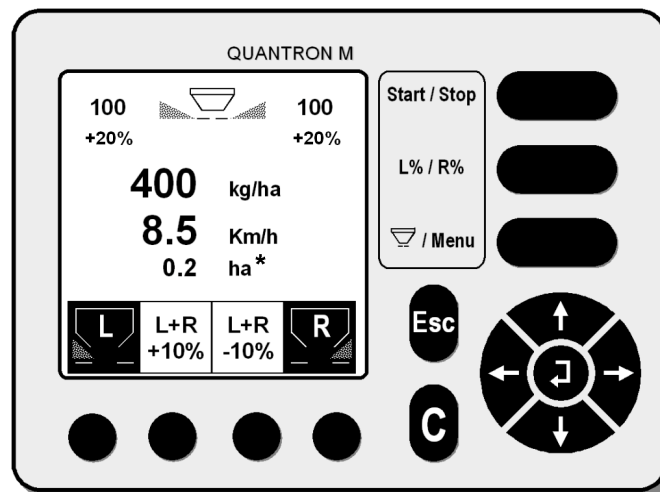 QUANTRON M
100 100
+20% +20%
400 kg/ha
8.5 Km/h
0.2 ha*
L L+R +10% L+R -10% R
Start / Stop
L% / R%
/ Menu
Esc
C